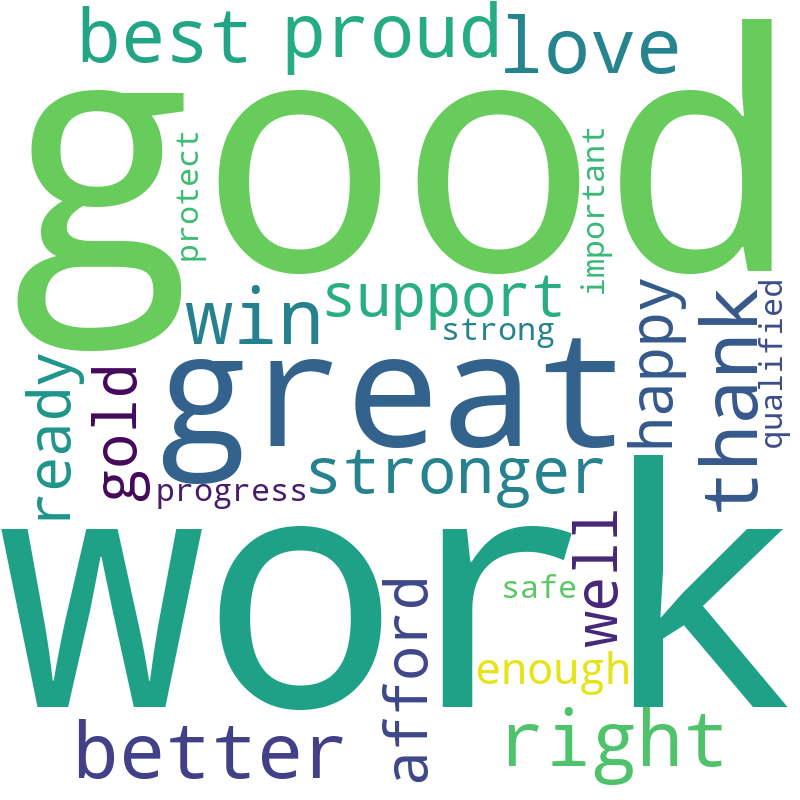 best
proud
love
good
protect
important
support
win
strong
happy
thank
qualified
great
ready
gold
stronger
progress
work
well
safe
afford
enough
better
right